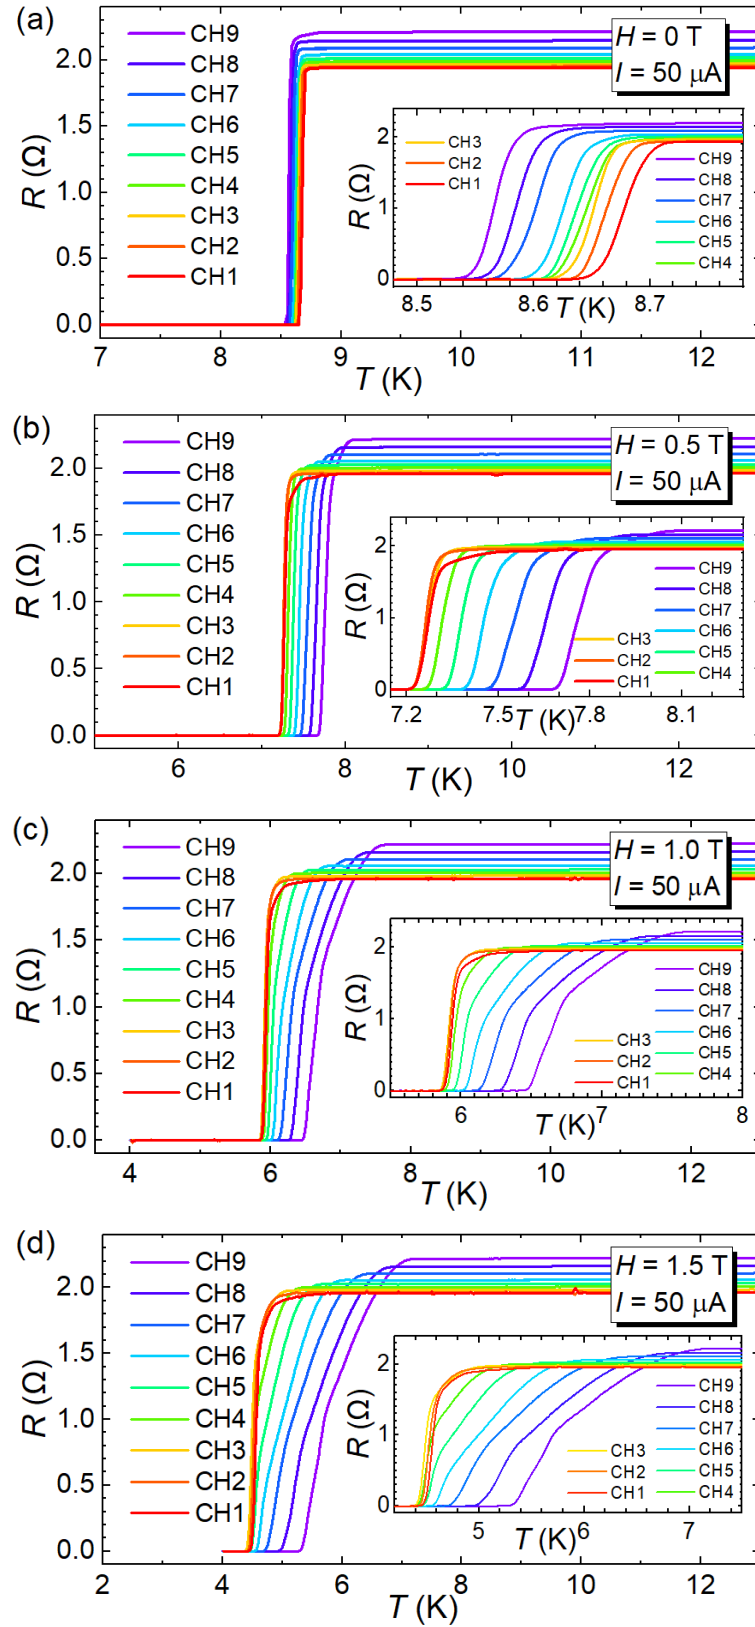 (a)
CH9
CH8
CH7
CH6
CH5
CH4
CH3
CH2
CH1
H = 0 T
I = 50 μA
R (Ω)
2.0
1.5
1.0
0.5
0.0
7 8 9 10 11 12
T (K)
R (Ω)
2
1
0
CH3
CH2
CH1
CH9
CH8
CH7
CH6
CH5
CH4
8.5 8.6 8.7
T (K)
(b)
CH9
CH8
CH7
CH6
CH5
CH4
CH3
CH2
CH1
H = 0.5 T
I = 50 μA
R (Ω)
2.0
1.5
1.0
0.5
0.0
6 8 10 12
T (K)
R (Ω)
2
1
0
CH9
CH8
CH7
CH6
CH5
CH4
CH3
CH2
CH1
7.2 7.5 7.8 8.1
T (K)
(c)
CH9
CH8
CH7
CH6
CH5
CH4
CH3
CH2
CH1
H = 1.0 T
I = 50 μA
R (Ω)
2.0
1.5
1.0
0.5
0.0
4 6 8 10 12
T (K)
R (Ω)
2
1
0
CH9
CH8
CH7
CH6
CH5
CH4
CH3
CH2
CH1
6 7 8
T (K)
(d)
CH9
CH8
CH7
CH6
CH5
CH4
CH3
CH2
CH1
H = 1.5 T
I = 50 μA
R (Ω)
2.0
1.5
1.0
0.5
0.0
2 4 6 8 10 12
T (K)
R (Ω)
2
1
0
CH9
CH8
CH7
CH6
CH5
CH4
CH3
CH2
CH1
5 6 7
T (K)